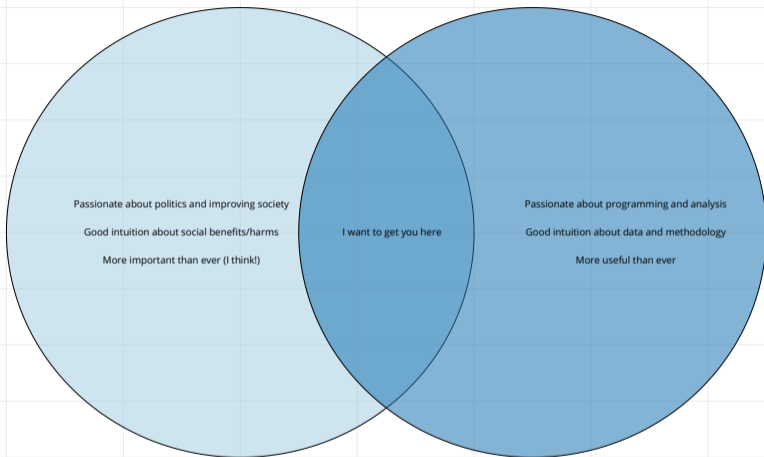 Passionate about politics and improving society
Good intuition about social benefits/harms
More important than ever (I think!)
I want to get you here
Passionate about programming and analysis
Good intuition about data and methodology
More useful than ever